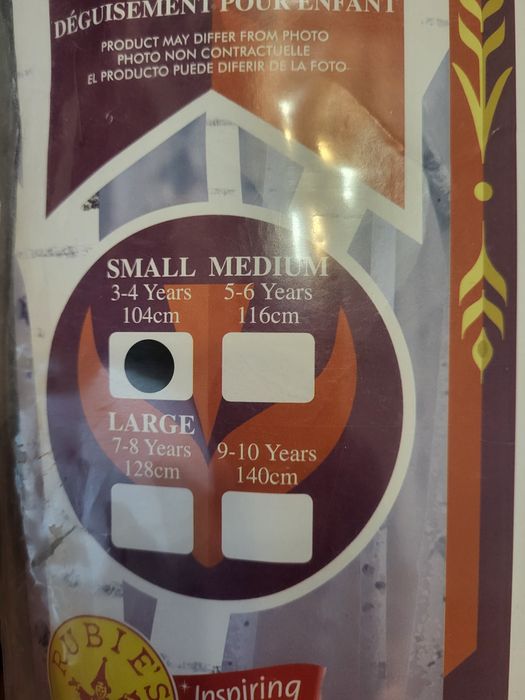 DÉGUISEMENT POUR ENFANT
PRODUCT MAY DIFFER FROM PHOTO
PHOTO NON CONTRACTUELLE
EL PRODUCTO PUEDE DIFERIR DE LA FOTO
SMALL MEDIUM
3-4 Years 5-6 Years
104cm 116cm
LARGE
7-8 Years 9-10 Years
128cm 140cm
RUBIE'S
Inspiring